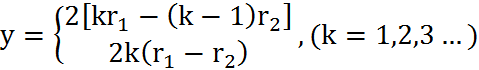 y = { 2[kr₁ − (k − 1)r₂]
2k(r₁ − r₂) , (k = 1,2,3 … )